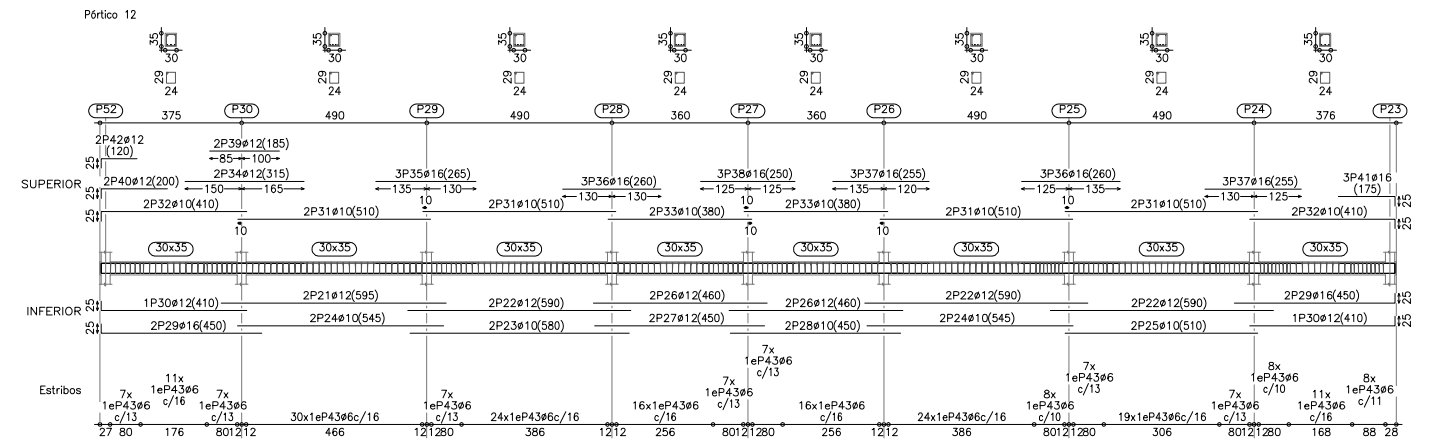 Pórtico 12
35 35 35 35 35 35 35 35
30 30 30 30 30 30 30 30
29 29 29 29 29 29 29 29
24 24 24 24 24 24 24 24
P52 P30 P29 P28 P27 P26 P25 P24 P23
375 490 490 360 360 490 490 376
2P42ø12 2P39ø12(185)
(120) 85 100
25
SUPERIOR
2P40ø12(200) 2P34ø12(315) 3P35ø16(265) 3P36ø16(260) 3P38ø16(250) 3P37ø16(255) 3P36ø16(260) 3P37ø16(255) 3P41ø16
(175)
25 150 165 135 130 130 130 125 125 135 120 125 135 130 125 25
10 10 10
2P32ø10(410) 2P31ø10(510) 2P31ø10(510) 2P33ø10(380) 2P33ø10(380) 2P31ø10(510) 2P31ø10(510) 2P32ø10(410)
25 25
10 10 10
30x35 30x35 30x35 30x35 30x35 30x35 30x35 30x35
INFERIOR
25 1P30ø12(410) 2P21ø12(595) 2P22ø12(590) 2P26ø12(460) 2P26ø12(460) 2P22ø12(590) 2P22ø12(590) 2P29ø16(450) 25
25 2P29ø16(450) 2P24ø10(545) 2P23ø10(580) 2P27ø12(450) 2P28ø10(450) 2P24ø10(545) 2P25ø10(510) 1P30ø12(410) 25
Estribos
7x 1eP43ø6 c/13
11x 1eP43ø6 c/16
7x 1eP43ø6 c/13
30x1eP43ø6c/16
7x 1eP43ø6 c/13
24x1eP43ø6c/16
16x1eP43ø6 c/16
7x 1eP43ø6 c/13
7x 1eP43ø6 c/13
16x1eP43ø6 c/16
24x1eP43ø6c/16
8x 1eP43ø6 c/10
7x 1eP43ø6 c/13
19x1eP43ø6c/16
7x 1eP43ø6 c/13
8x 1eP43ø6 c/10
11x 1eP43ø6 c/16
8x 1eP43ø6 c/11
27 80 176 80 12 12 466 12 12 80 386 12 12 256 80 12 12 80 256 12 12 386 80 12 12 80 306 80 12 12 80 168 88 28